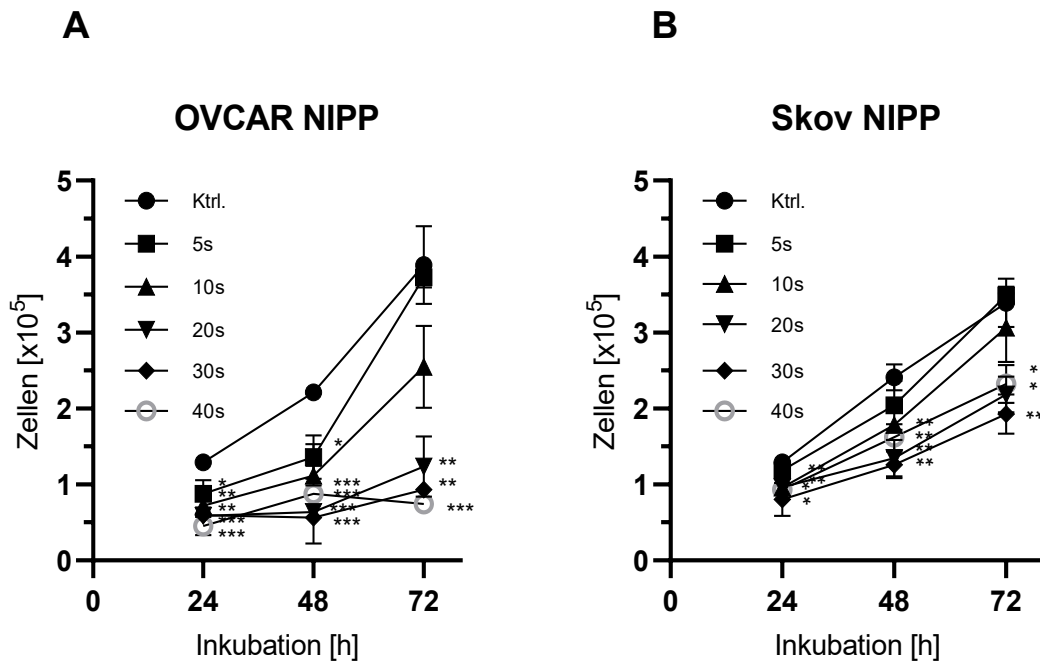 A
OVCAR NIPP
Zellen [x10⁵]
5
4
3
2
1
0
Ktrl.
5s
10s
20s
30s
40s
*
**
**
***
***
*
***
***
***
***
**
**
***
0
24
48
72
Inkubation [h]
B
Skov NIPP
Zellen [x10⁵]
5
4
3
2
1
0
Ktrl.
5s
10s
20s
30s
40s
**
**
*
*
**
**
**
**
*
*
**
0
24
48
72
Inkubation [h]